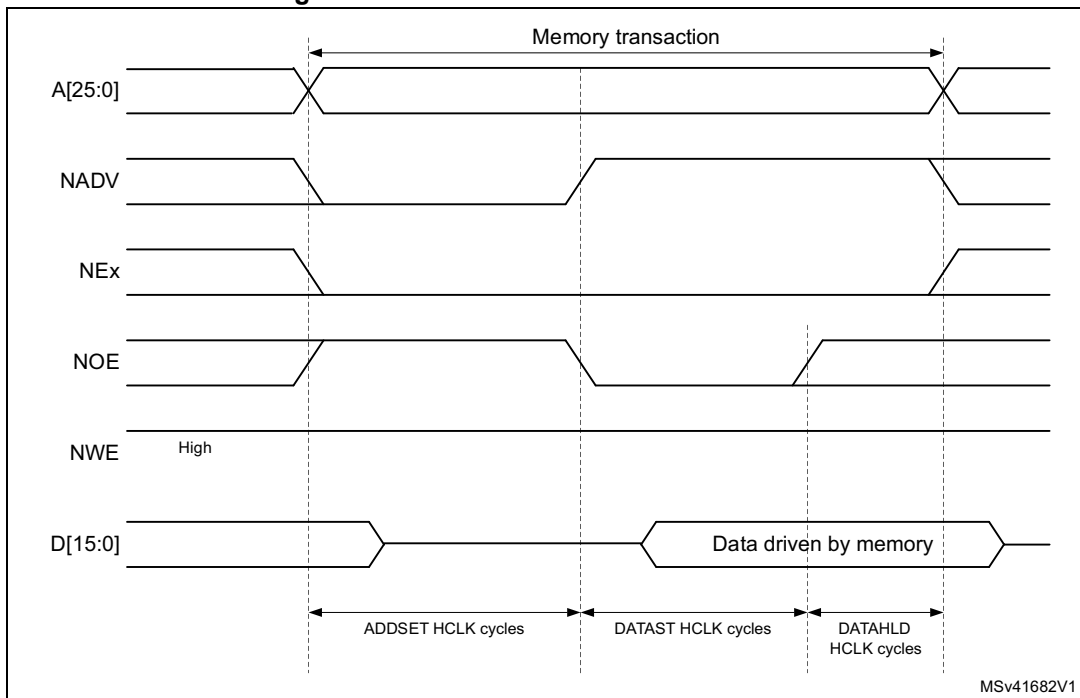 Memory transaction
A[25:0]
NADV
NEx
NOE
NWE High
D[15:0] Data driven by memory
ADDSET HCLK cycles DATAST HCLK cycles DATAHLD
HCLK cycles
MSv41682V1